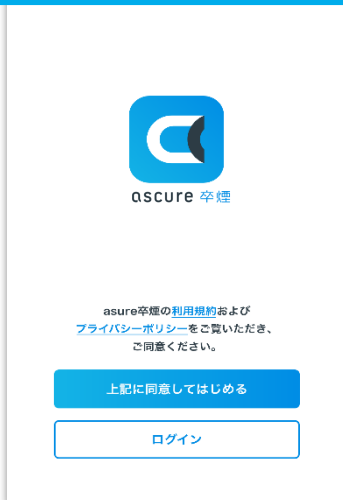 ascure 卒煙
asure卒煙の利用規約および
プライバシーポリシーをご覧いただき、
ご同意ください。
上記に同意してはじめる
ログイン